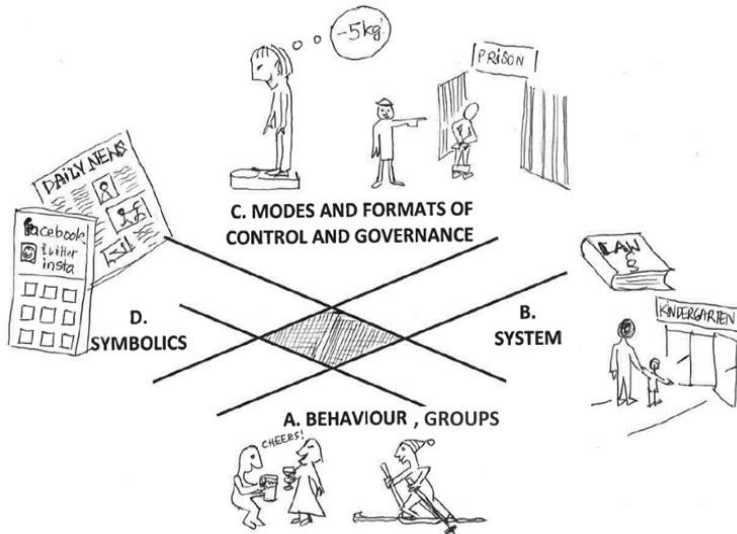 -5kg
PRISON
DAILY NEWS
C. MODES AND FORMATS OF
CONTROL AND GOVERNANCE
facebook
twitter
insta
LAW
§
D.
SYMBOLICS
B.
SYSTEM
KINDERGARTEN
A. BEHAVIOUR , GROUPS
CHEERS!